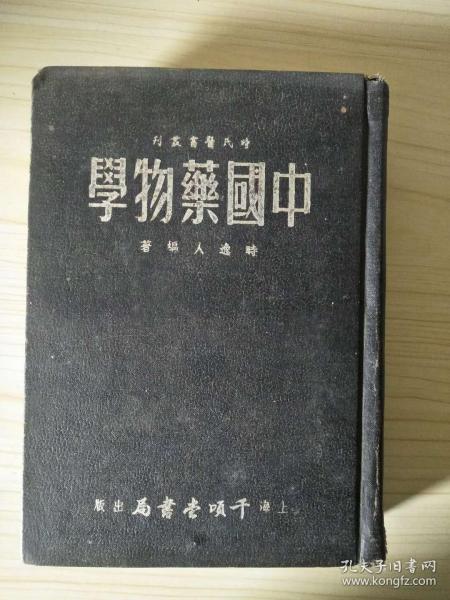 時氏醫書叢刊
中國藥物學
時逸人編著
上海千頃堂書局出版
孔夫子旧书网
www.kongfz.com